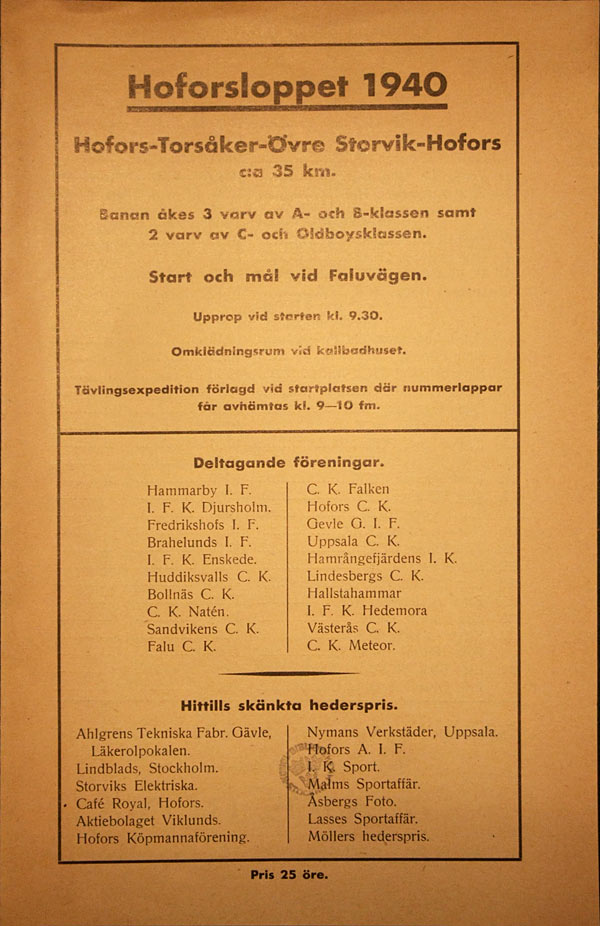 Hoforsloppet 1940
Hofors-Torsåker-Övre Storvik-Hofors
c:a 35 km.
Banan åkes 3 varv av A- och B-klassen samt
2 varv av C- och Oldboysklassen.
Start och mål vid Faluvägen.
Upprop vid starten kl. 9.30.
Omklädningsrum vid kallbadhuset.
Tävlingsexpedition förlagd vid startplatsen där nummerlappar
får avhämtas kl. 9—10 fm.
Deltagande föreningar.
Hammarby I. F.
I. F. K. Djursholm.
Fredrikshofs I. F.
Brahelunds I. F.
I. F. K. Enskede.
Huddiksvalls C. K.
Bollnäs C. K.
C. K. Natén.
Sandvikens C. K.
Falu C. K.
C. K. Falken
Hofors C. K.
Gevle G. I. F.
Uppsala C. K.
Hamrångefjärdens I. K.
Lindesbergs C. K.
Hallstahammar
I. F. K. Hedemora
Västerås C. K.
C. K. Meteor.
Hittills skänkta hederspris.
Ahlgrens Tekniska Fabr. Gävle,
Läkerolpokalen.
Lindblads, Stockholm.
Storviks Elektriska.
Café Royal, Hofors.
Aktiebolaget Viklunds.
Hofors Köpmannaförening.
Nymans Verkstäder, Uppsala.
Hofors A. I. F.
I. K. Sport.
Malms Sportaffär.
Åsbergs Foto.
Lasses Sportaffär.
Möllers hederspris.
Pris 25 öre.